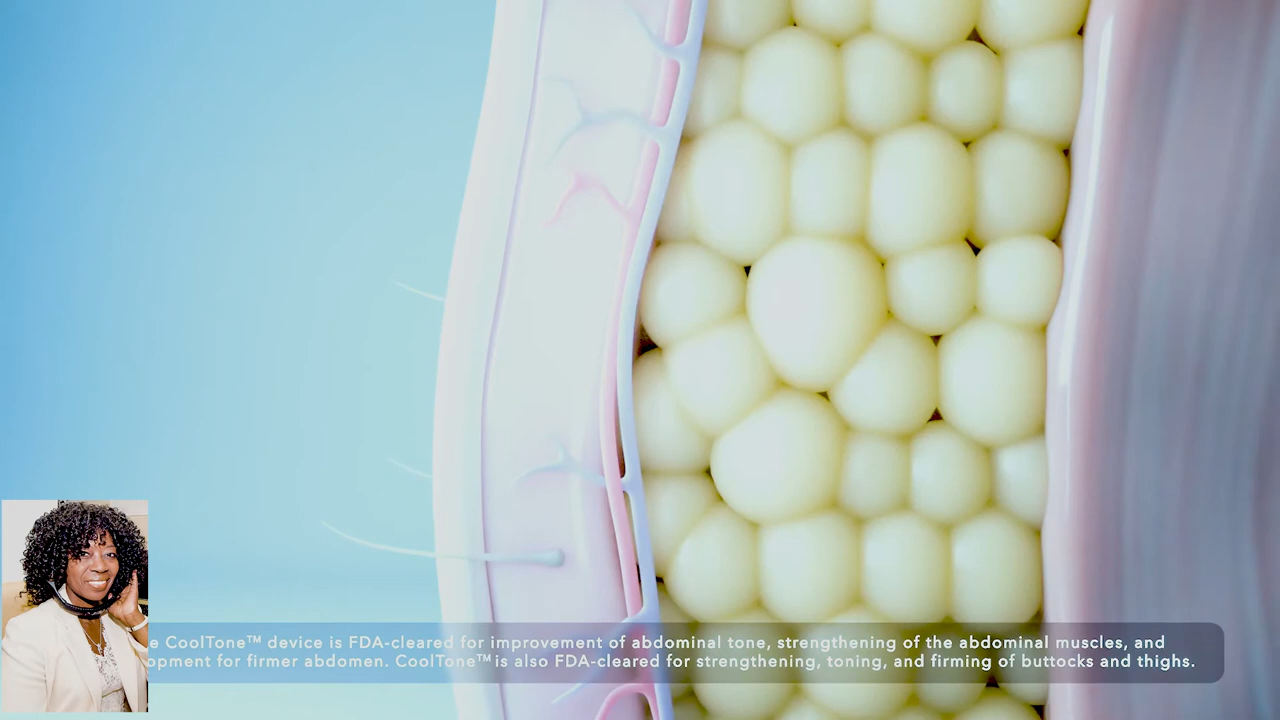 e CoolTone™ device is FDA-cleared for improvement of abdominal tone, strengthening of the abdominal muscles, and
opment for firmer abdomen. CoolTone™ is also FDA-cleared for strengthening, toning, and firming of buttocks and thighs.